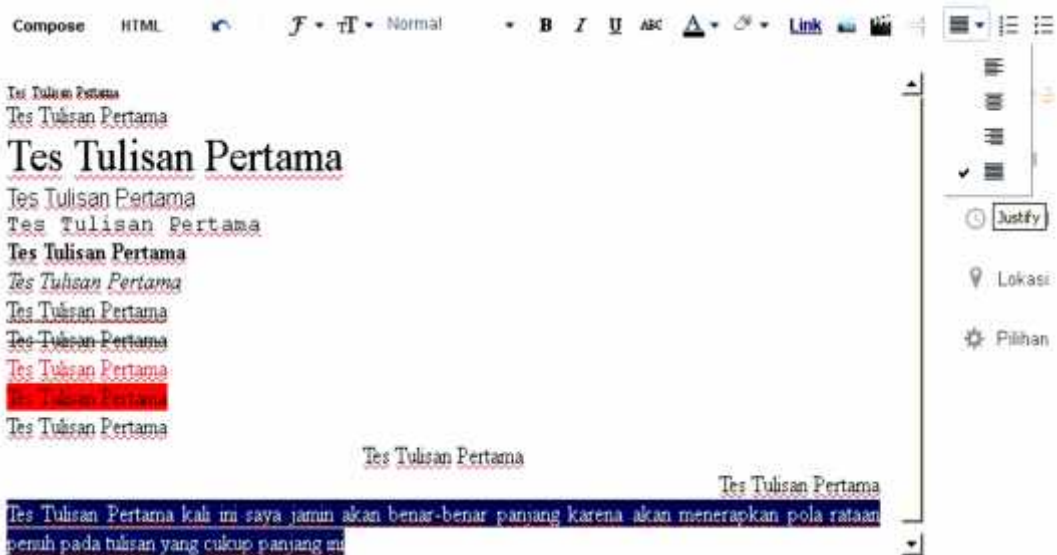 Compose HTML Normal B I U ABC A Link
Tes Tulisan Pertama
Tes Tulisan Pertama
Tes Tulisan Pertama
Tes Tulisan Pertama
Tes Tulisan Pertama
Tes Tulisan Pertama
Tes Tulisan Pertama
Tes Tulisan Pertama
Tes Tulisan Pertama
Tes Tulisan Pertama
Tes Tulisan Pertama
Tes Tulisan Pertama
Tes Tulisan Pertama
Tes Tulisan Pertama
Tes Tulisan Pertama kali ini saya jamin akan benar-benar panjang karena akan menerapkan pola rataan
penuh pada tulisan yang cukup panjang ini
Justify
Lokasi
Pilihan